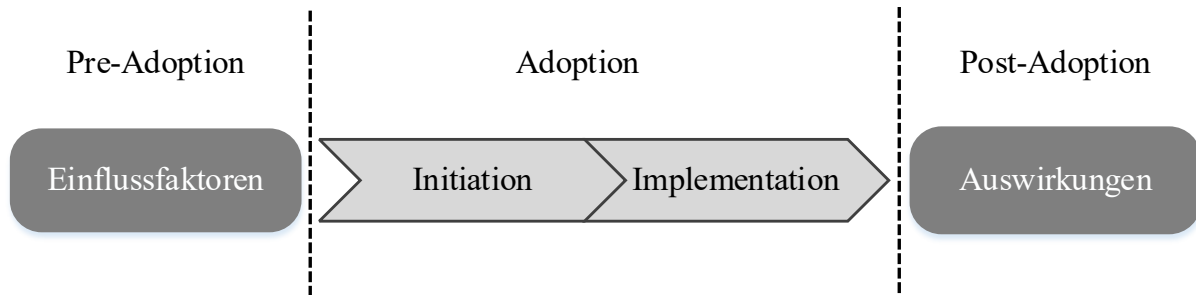 Pre-Adoption
Adoption
Post-Adoption
Einflussfaktoren
Initiation
Implementation
Auswirkungen